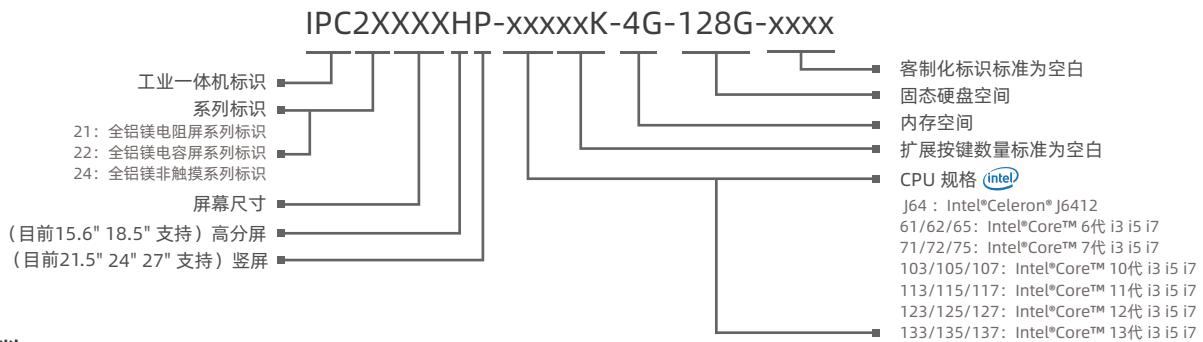 IPC2XXXXHP-xxxxxK-4G-128G-xxxx
工业一体机标识
系列标识
21：全铝镁电阻屏系列标识
22：全铝镁电容屏系列标识
24：全铝镁非触摸系列标识
屏幕尺寸
（目前15.6" 18.5" 支持）高分屏
（目前21.5" 24" 27" 支持）竖屏
客制化标识标准为空白
固态硬盘空间
内存空间
扩展按键数量标准为空白
CPU 规格 intel
J64 ：Intel®Celeron® J6412
61/62/65：Intel®Core™ 6代 i3 i5 i7
71/72/75：Intel®Core™ 7代 i3 i5 i7
103/105/107：Intel®Core™ 10代 i3 i5 i7
113/115/117：Intel®Core™ 11代 i3 i5 i7
123/125/127：Intel®Core™ 12代 i3 i5 i7
133/135/137：Intel®Core™ 13代 i3 i5 i7